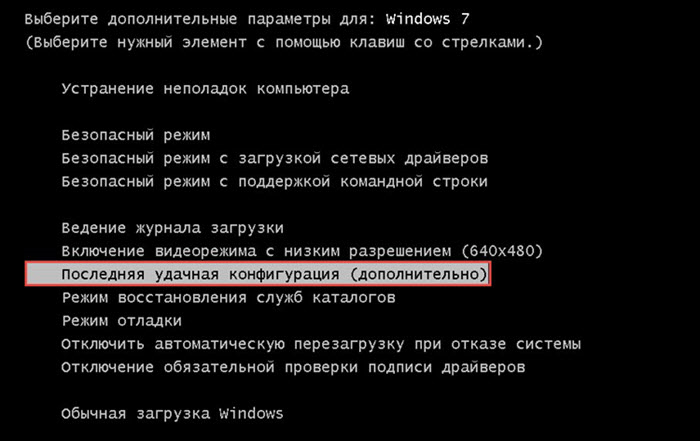 Выберите дополнительные параметры для: Windows 7
(Выберите нужный элемент с помощью клавиш со стрелками.)
Устранение неполадок компьютера
Безопасный режим
Безопасный режим с загрузкой сетевых драйверов
Безопасный режим с поддержкой командной строки
Ведение журнала загрузки
Включение видеорежима с низким разрешением (640x480)
Последняя удачная конфигурация (дополнительно)
Режим восстановления служб каталогов
Режим отладки
Отключить автоматическую перезагрузку при отказе системы
Отключение обязательной проверки подписи драйверов
Обычная загрузка Windows